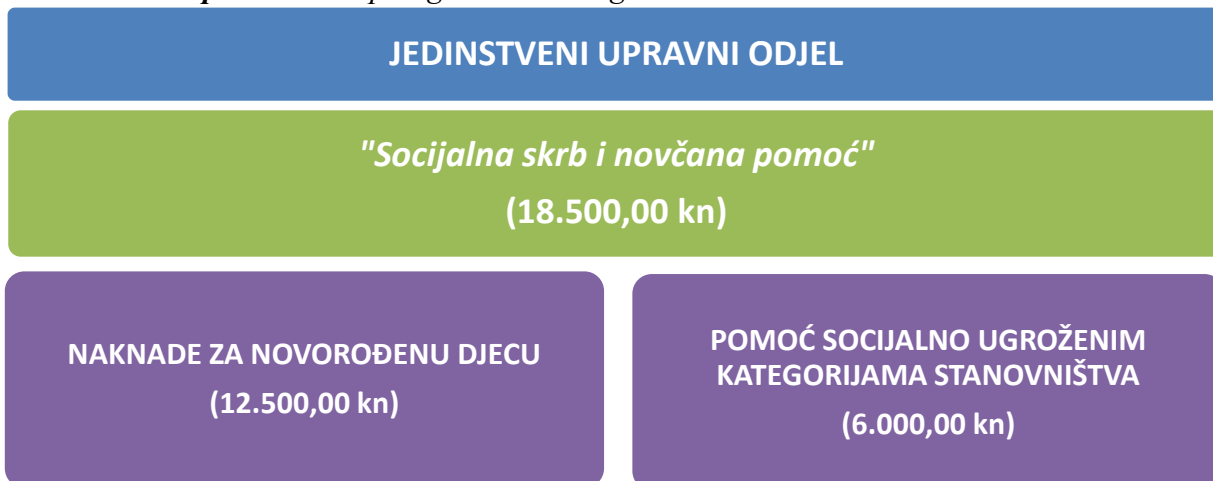 JEDINSTVENI UPRAVNI ODJEL
"Socijalna skrb i novčana pomoć"
(18.500,00 kn)
NAKNADE ZA NOVOROĐENU DJECU
(12.500,00 kn)
POMOĆ SOCIJALNO UGROŽENIM
KATEGORIJAMA STANOVNIŠTVA
(6.000,00 kn)